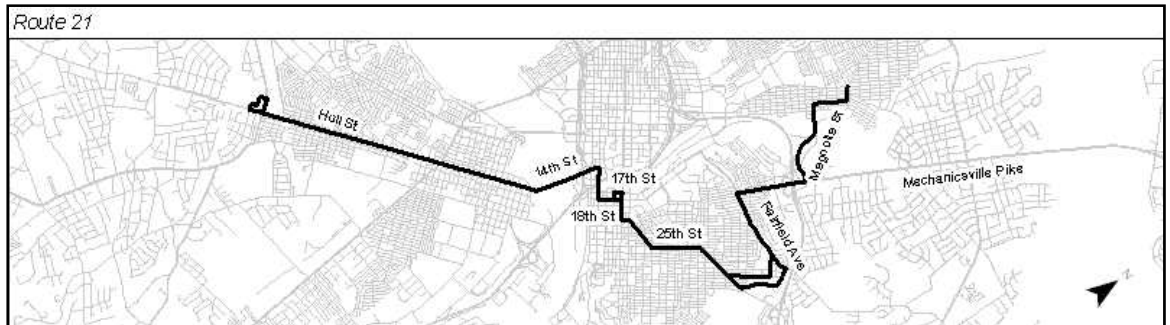 Route 21
Hull St
14th St
17th St
18th St
25th St
Fairfield Ave
Magnolia St
Mechanicsville Pike
N